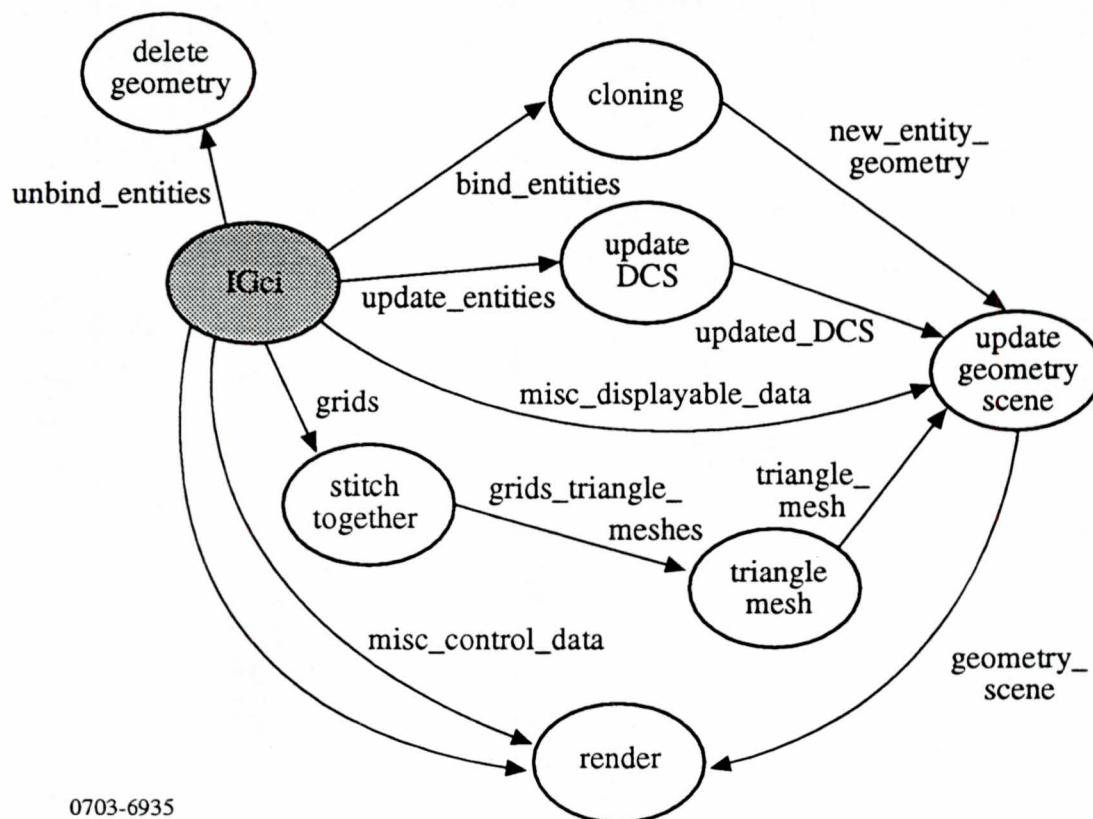 delete
geometry
cloning
new_entity_
geometry
unbind_entities
bind_entities
IGci
update
DCS
update_entities
updated_DCS
update
geometry
scene
misc_displayable_data
grids
stitch
together
grids_triangle_
meshes
triangle_
mesh
triangle
mesh
misc_control_data
geometry_
scene
render
0703-6935